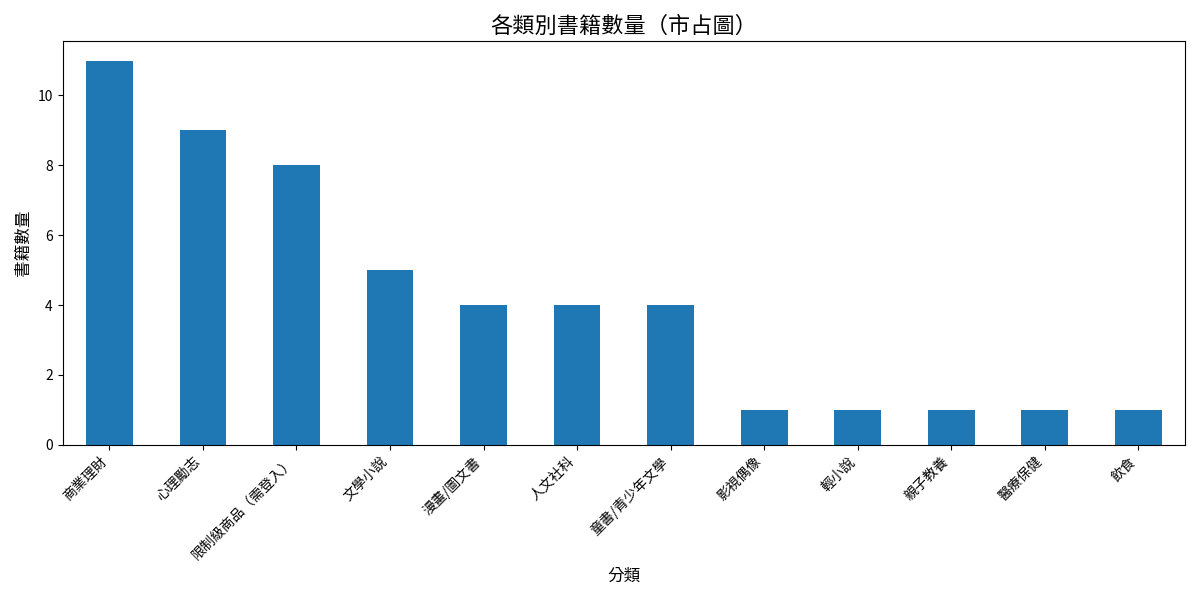 各類別書籍數量（市占圖）
書籍數量
10
8
6
4
2
0
商業理財
心理勵志
限制級商品（需登入）
文學小說
漫畫/圖文書
人文社科
童書/青少年文學
影視偶像
輕小說
親子教養
醫療保健
飲食
分類